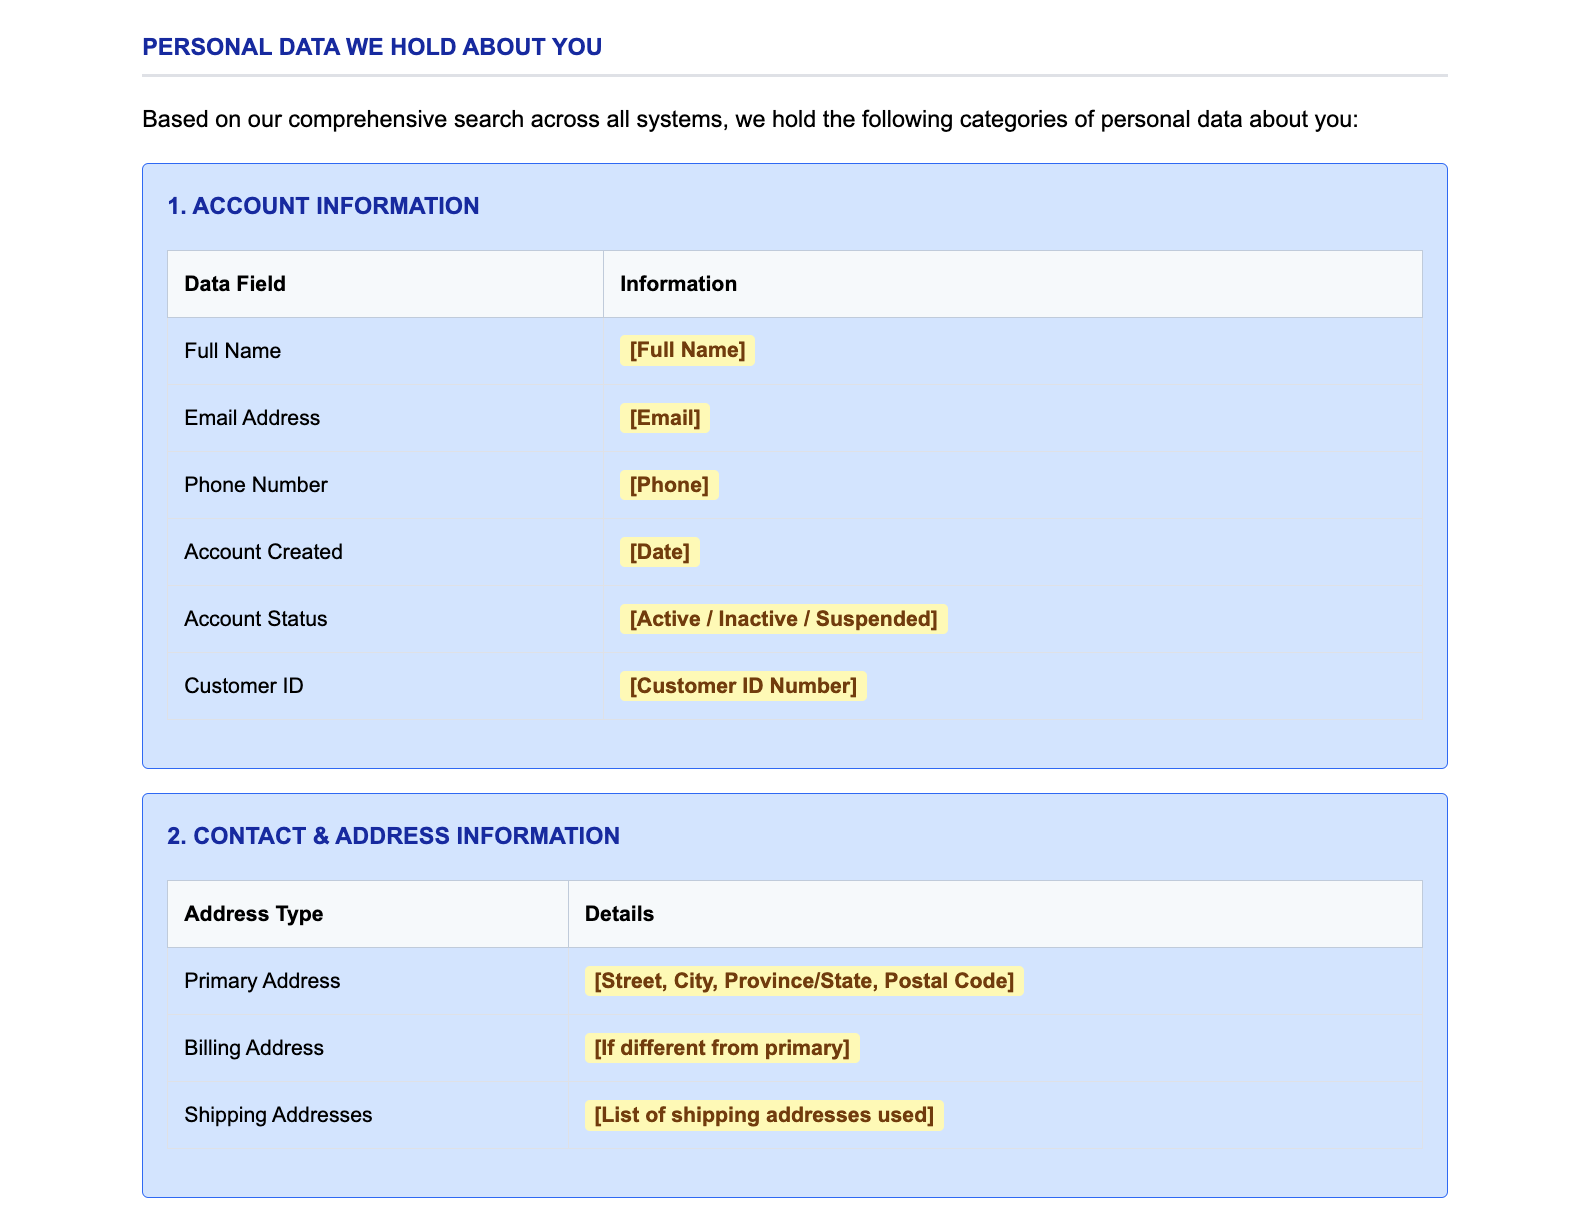 PERSONAL DATA WE HOLD ABOUT YOU
Based on our comprehensive search across all systems, we hold the following categories of personal data about you:
1. ACCOUNT INFORMATION
Data Field Information
Full Name [Full Name]
Email Address [Email]
Phone Number [Phone]
Account Created [Date]
Account Status [Active / Inactive / Suspended]
Customer ID [Customer ID Number]
2. CONTACT & ADDRESS INFORMATION
Address Type Details
Primary Address [Street, City, Province/State, Postal Code]
Billing Address [If different from primary]
Shipping Addresses [List of shipping addresses used]